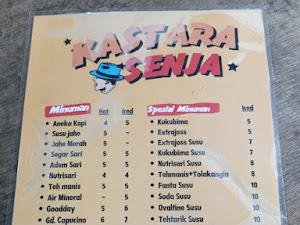 KASTARA
SENJA
Minuman Hot Iced
• Aneka Kopi 4 5
• Susu jahe 5 -
• Jahe Merah 5 -
• Segar Sari 5 5
• Adem Sari 5 5
• Nutrisari 4 4
• Teh manis 5 5
• Air Mineral - 5
• Goodday 5 6
• Gd. Capucino 6 7
Spesial Minuman Iced
• Kukubima 5
• Extrajoss 5
• Extrajoss Susu 7
• Kukubima Susu 7
• Nutrisari Susu 8
• Tehmanis+Tolakangin 8
• Fanta Susu 10
• Soda Susu 10
• Ovaltine Susu 10
• Tehtarik Susu 10